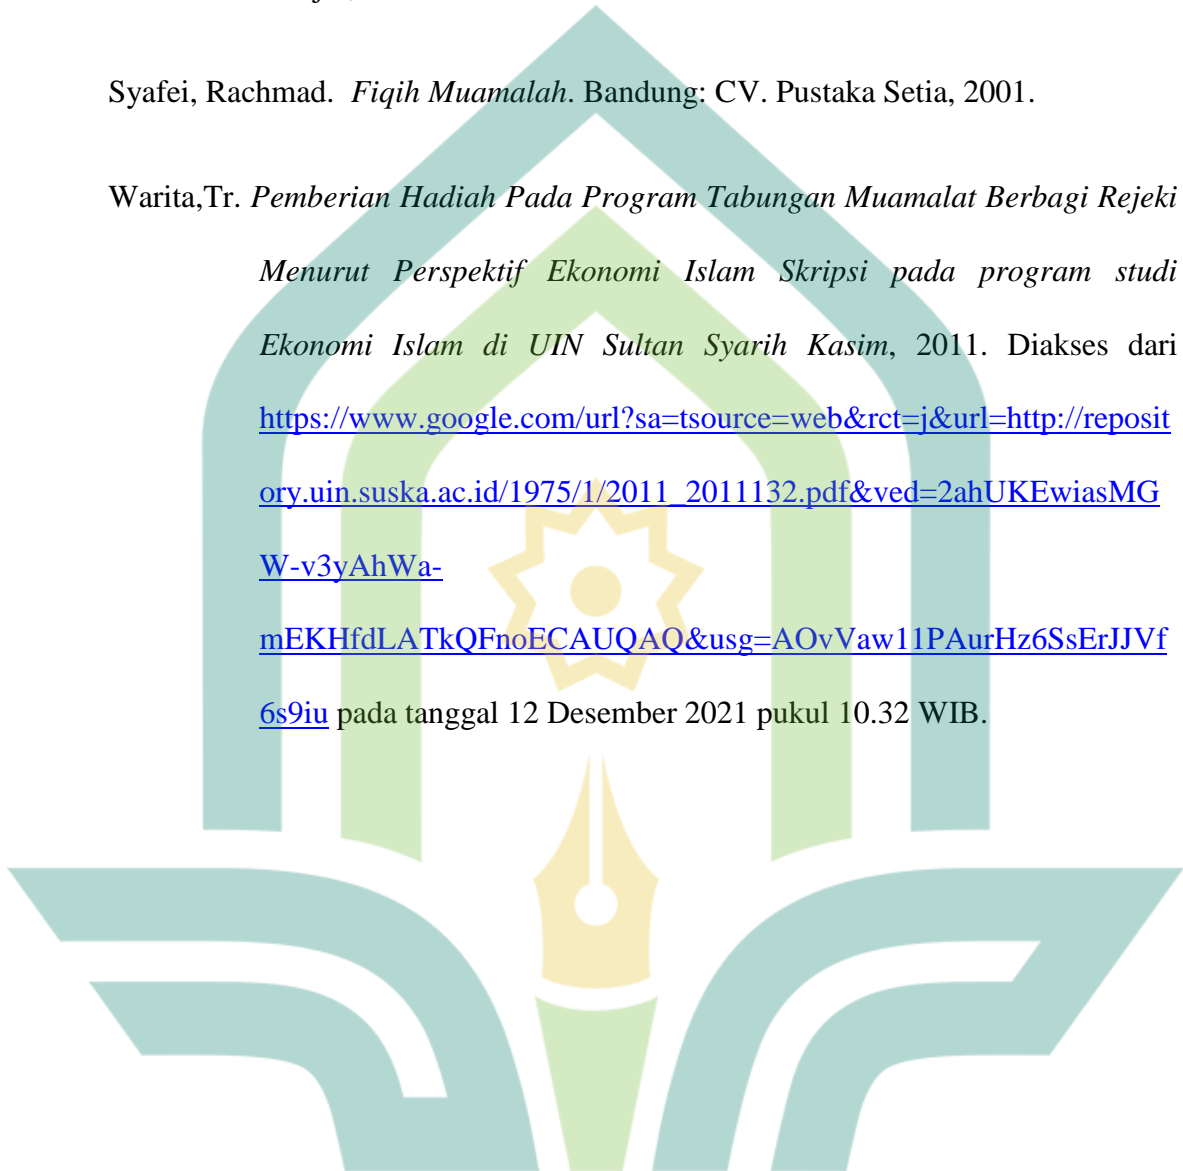 Syafei, Rachmad. Fiqih Muamalah. Bandung: CV. Pustaka Setia, 2001.
Warita,Tr. Pemberian Hadiah Pada Program Tabungan Muamalat Berbagi Rejeki
Menurut Perspektif Ekonomi Islam Skripsi pada program studi
Ekonomi Islam di UIN Sultan Syarih Kasim, 2011. Diakses dari
https://www.google.com/url?sa=tsource=web&rct=j&url=http://reposit
ory.uin.suska.ac.id/1975/1/2011_2011132.pdf&ved=2ahUKEwiasMG
W-v3yAhWa-
mEKHfdLATkQFnoECAUQAQ&usg=AOvVaw11PAurHz6SsErJJVf
6s9iu pada tanggal 12 Desember 2021 pukul 10.32 WIB.